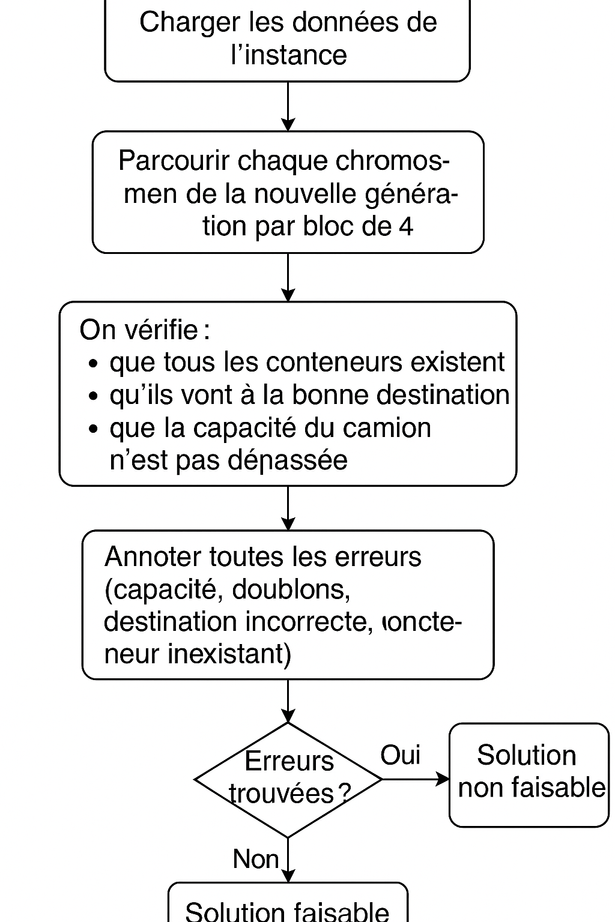 Charger les données de
l'instance
Parcourir chaque chromos-
men de la nouvelle généra-
tion par bloc de 4
On vérifie :
• que tous les conteneurs existent
• qu'ils vont à la bonne destination
• que la capacité du camion
n'est pas dépassée
Annoter toutes les erreurs
(capacité, doublons,
destination incorrecte, ioncte-
neur inexistant)
Erreurs
trouvées ?
Oui
Solution
non faisable
Non
Solution faisable